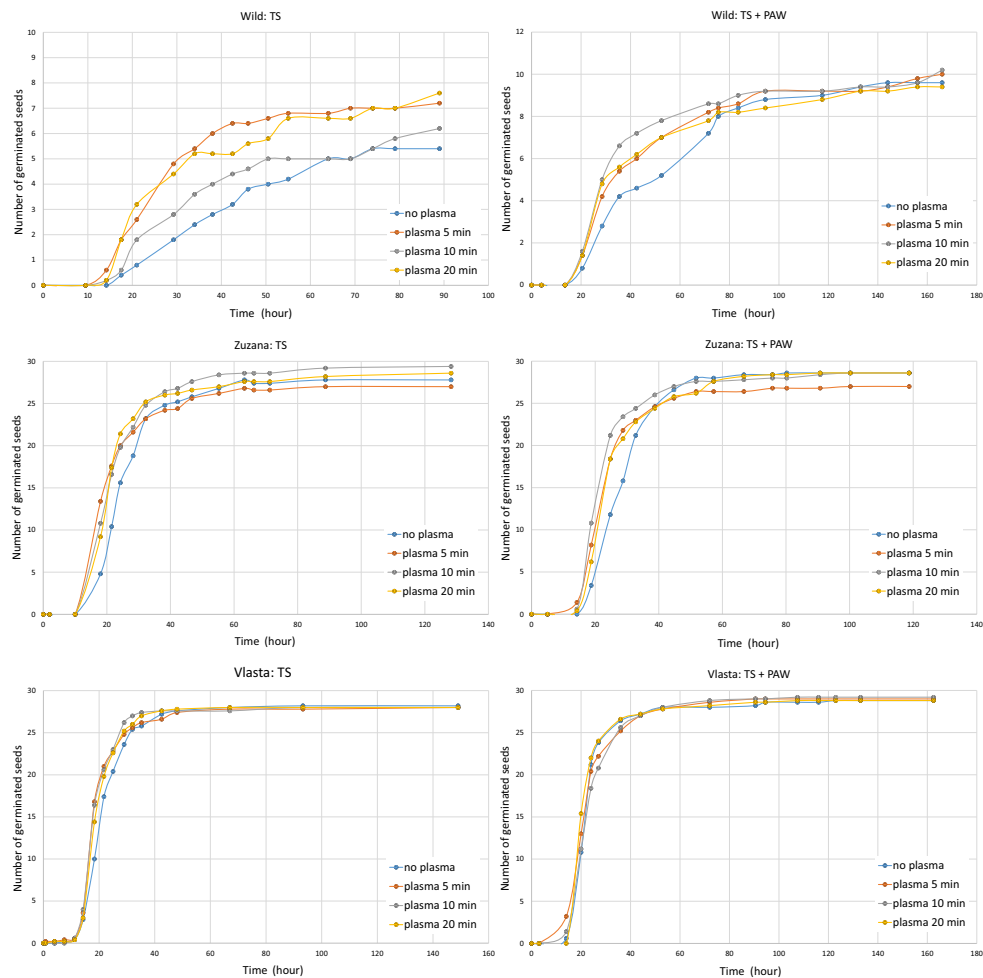 Wild: TS
10
9
8
7
6
5
4
3
2
1
0
Number of germinated seeds
0 10 20 30 40 50 60 70 80 90 100
Time (hour)
no plasma
plasma 5 min
plasma 10 min
plasma 20 min
Wild: TS + PAW
12
10
8
6
4
2
0
Number of germinated seeds
0 20 40 60 80 100 120 140 160 180
Time (hour)
no plasma
plasma 5 min
plasma 10 min
plasma 20 min
Zuzana: TS
30
25
20
15
10
5
0
Number of germinated seeds
0 20 40 60 80 100 120 140
Time (hour)
no plasma
plasma 5 min
plasma 10 min
plasma 20 min
Zuzana: TS + PAW
30
25
20
15
10
5
0
Number of germinated seeds
0 20 40 60 80 100 120 140
Time (hour)
no plasma
plasma 5 min
plasma 10 min
plasma 20 min
Vlasta: TS
30
25
20
15
10
5
0
Number of germinated seeds
0 20 40 60 80 100 120 140 160
Time (hour)
no plasma
plasma 5 min
plasma 10 min
plasma 20 min
Vlasta: TS + PAW
30
25
20
15
10
5
0
Number of germinated seeds
0 20 40 60 80 100 120 140 160 180
Time (hour)
no plasma
plasma 5 min
plasma 10 min
plasma 20 min